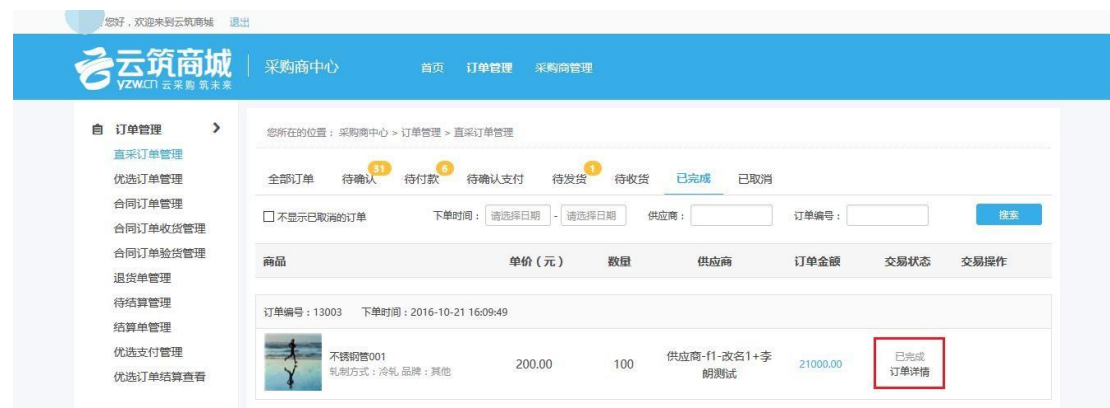 您好，欢迎来到云筑商城 退出
云筑商城
YZW.CN 云采购 筑未来
采购商中心 首页 订单管理 采购商管理
订单管理
直采订单管理
优选订单管理
合同订单管理
合同订单收货管理
合同订单验货管理
退货单管理
待结算管理
结算单管理
优选支付管理
优选订单结算查看
您所在的位置：采购商中心 > 订单管理 > 直采订单管理
全部订单 待确认 31 待付款 6 待确认支付 待发货 1 待收货 已完成 已取消
不显示已取消的订单 下单时间： 请选择日期 - 请选择日期 供应商： 订单编号： 搜索
商品 单价（元） 数量 供应商 订单金额 交易状态 交易操作
订单编号：13003 下单时间：2016-10-21 16:09:49
不锈钢管001
轧制方式：冷轧 品牌：其他
200.00 100
供应商-f1-改名1+李
朗测试
21000.00
已完成
订单详情